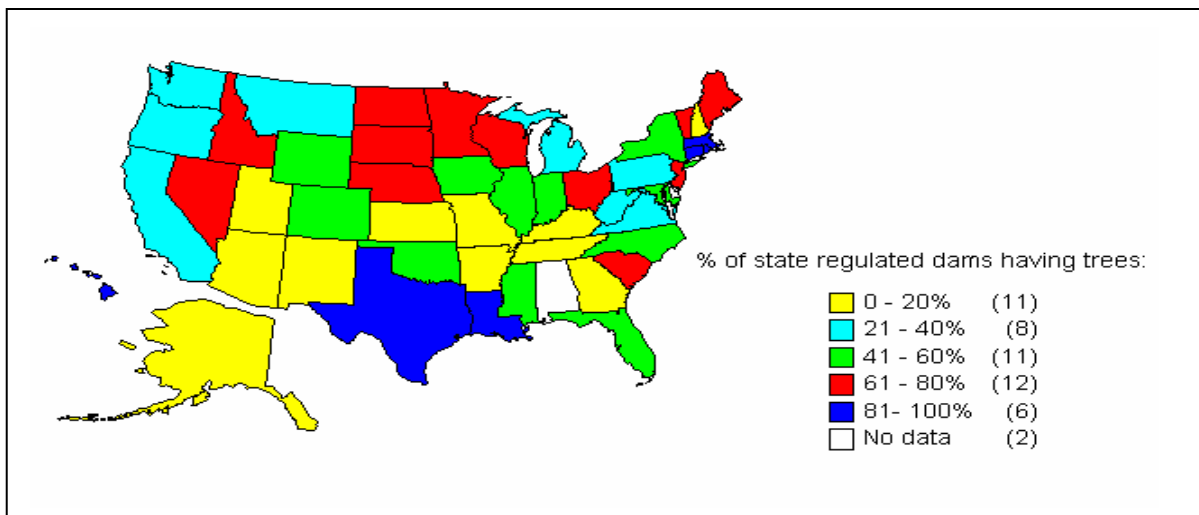 % of state regulated dams having trees:
0 - 20% (11)
21 - 40% (8)
41 - 60% (11)
61 - 80% (12)
81- 100% (6)
No data (2)